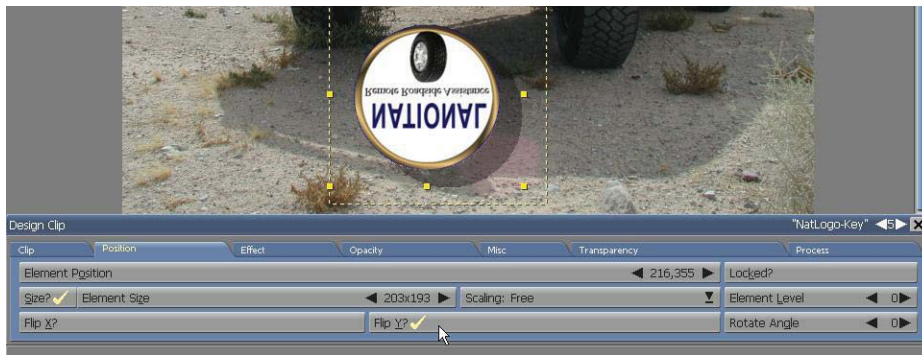 Remote Roadside Assistance
NATIONAL
Design Clip
"NatLogo-Key" ◀5▶ X
Clip Position Effect Opacity Misc Transparency Process
Element Position ◀ 216,355 ▶ Locked?
Size? ✓ Element Size ◀ 203x193 ▶ Scaling: Free Element Level ◀ 0▶
Flip X? Flip Y? ✓ Rotate Angle ◀ 0▶